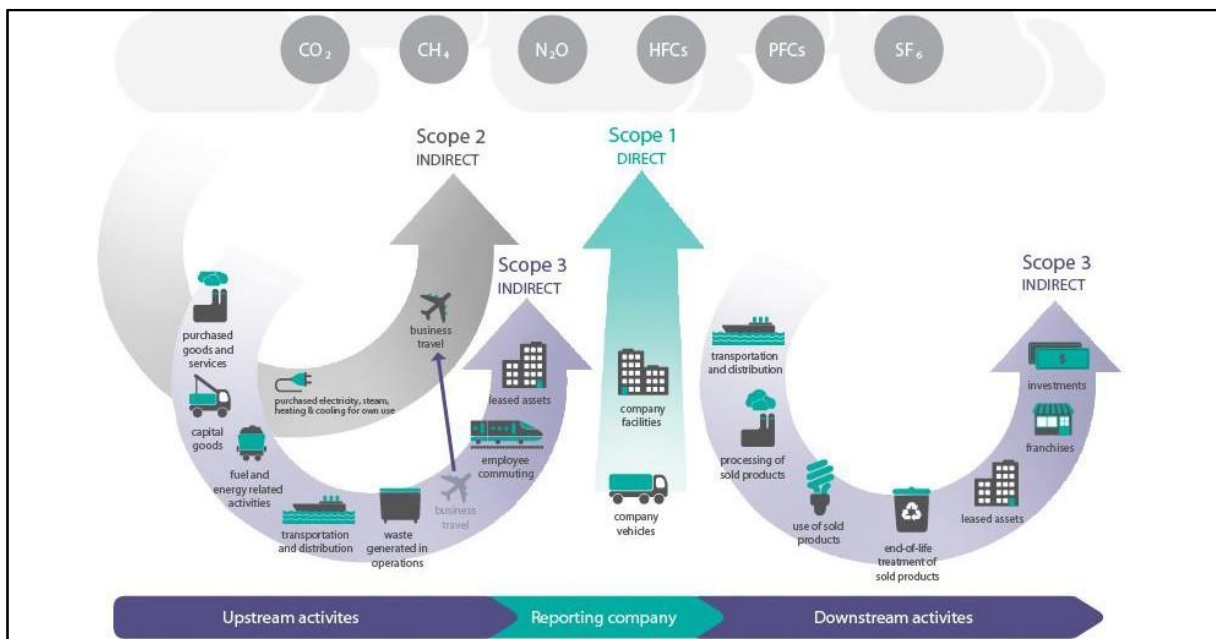 CO₂
CH₄
N₂O
HFCs
PFCs
SF₆
Scope 2
INDIRECT
Scope 1
DIRECT
Scope 3
INDIRECT
Scope 3
INDIRECT
purchased
goods and
services
capital
goods
purchased electricity, steam,
heating & cooling for own use
fuel and
energy related
activities
transportation
and distribution
waste
generated in
operations
business
travel
business
travel
employee
commuting
leased assets
company
facilities
company
vehicles
transportation
and distribution
processing of
sold products
use of sold
products
end-of-life
treatment of
sold products
leased assets
franchises
$
investments
Upstream activites
Reporting company
Downstream activites